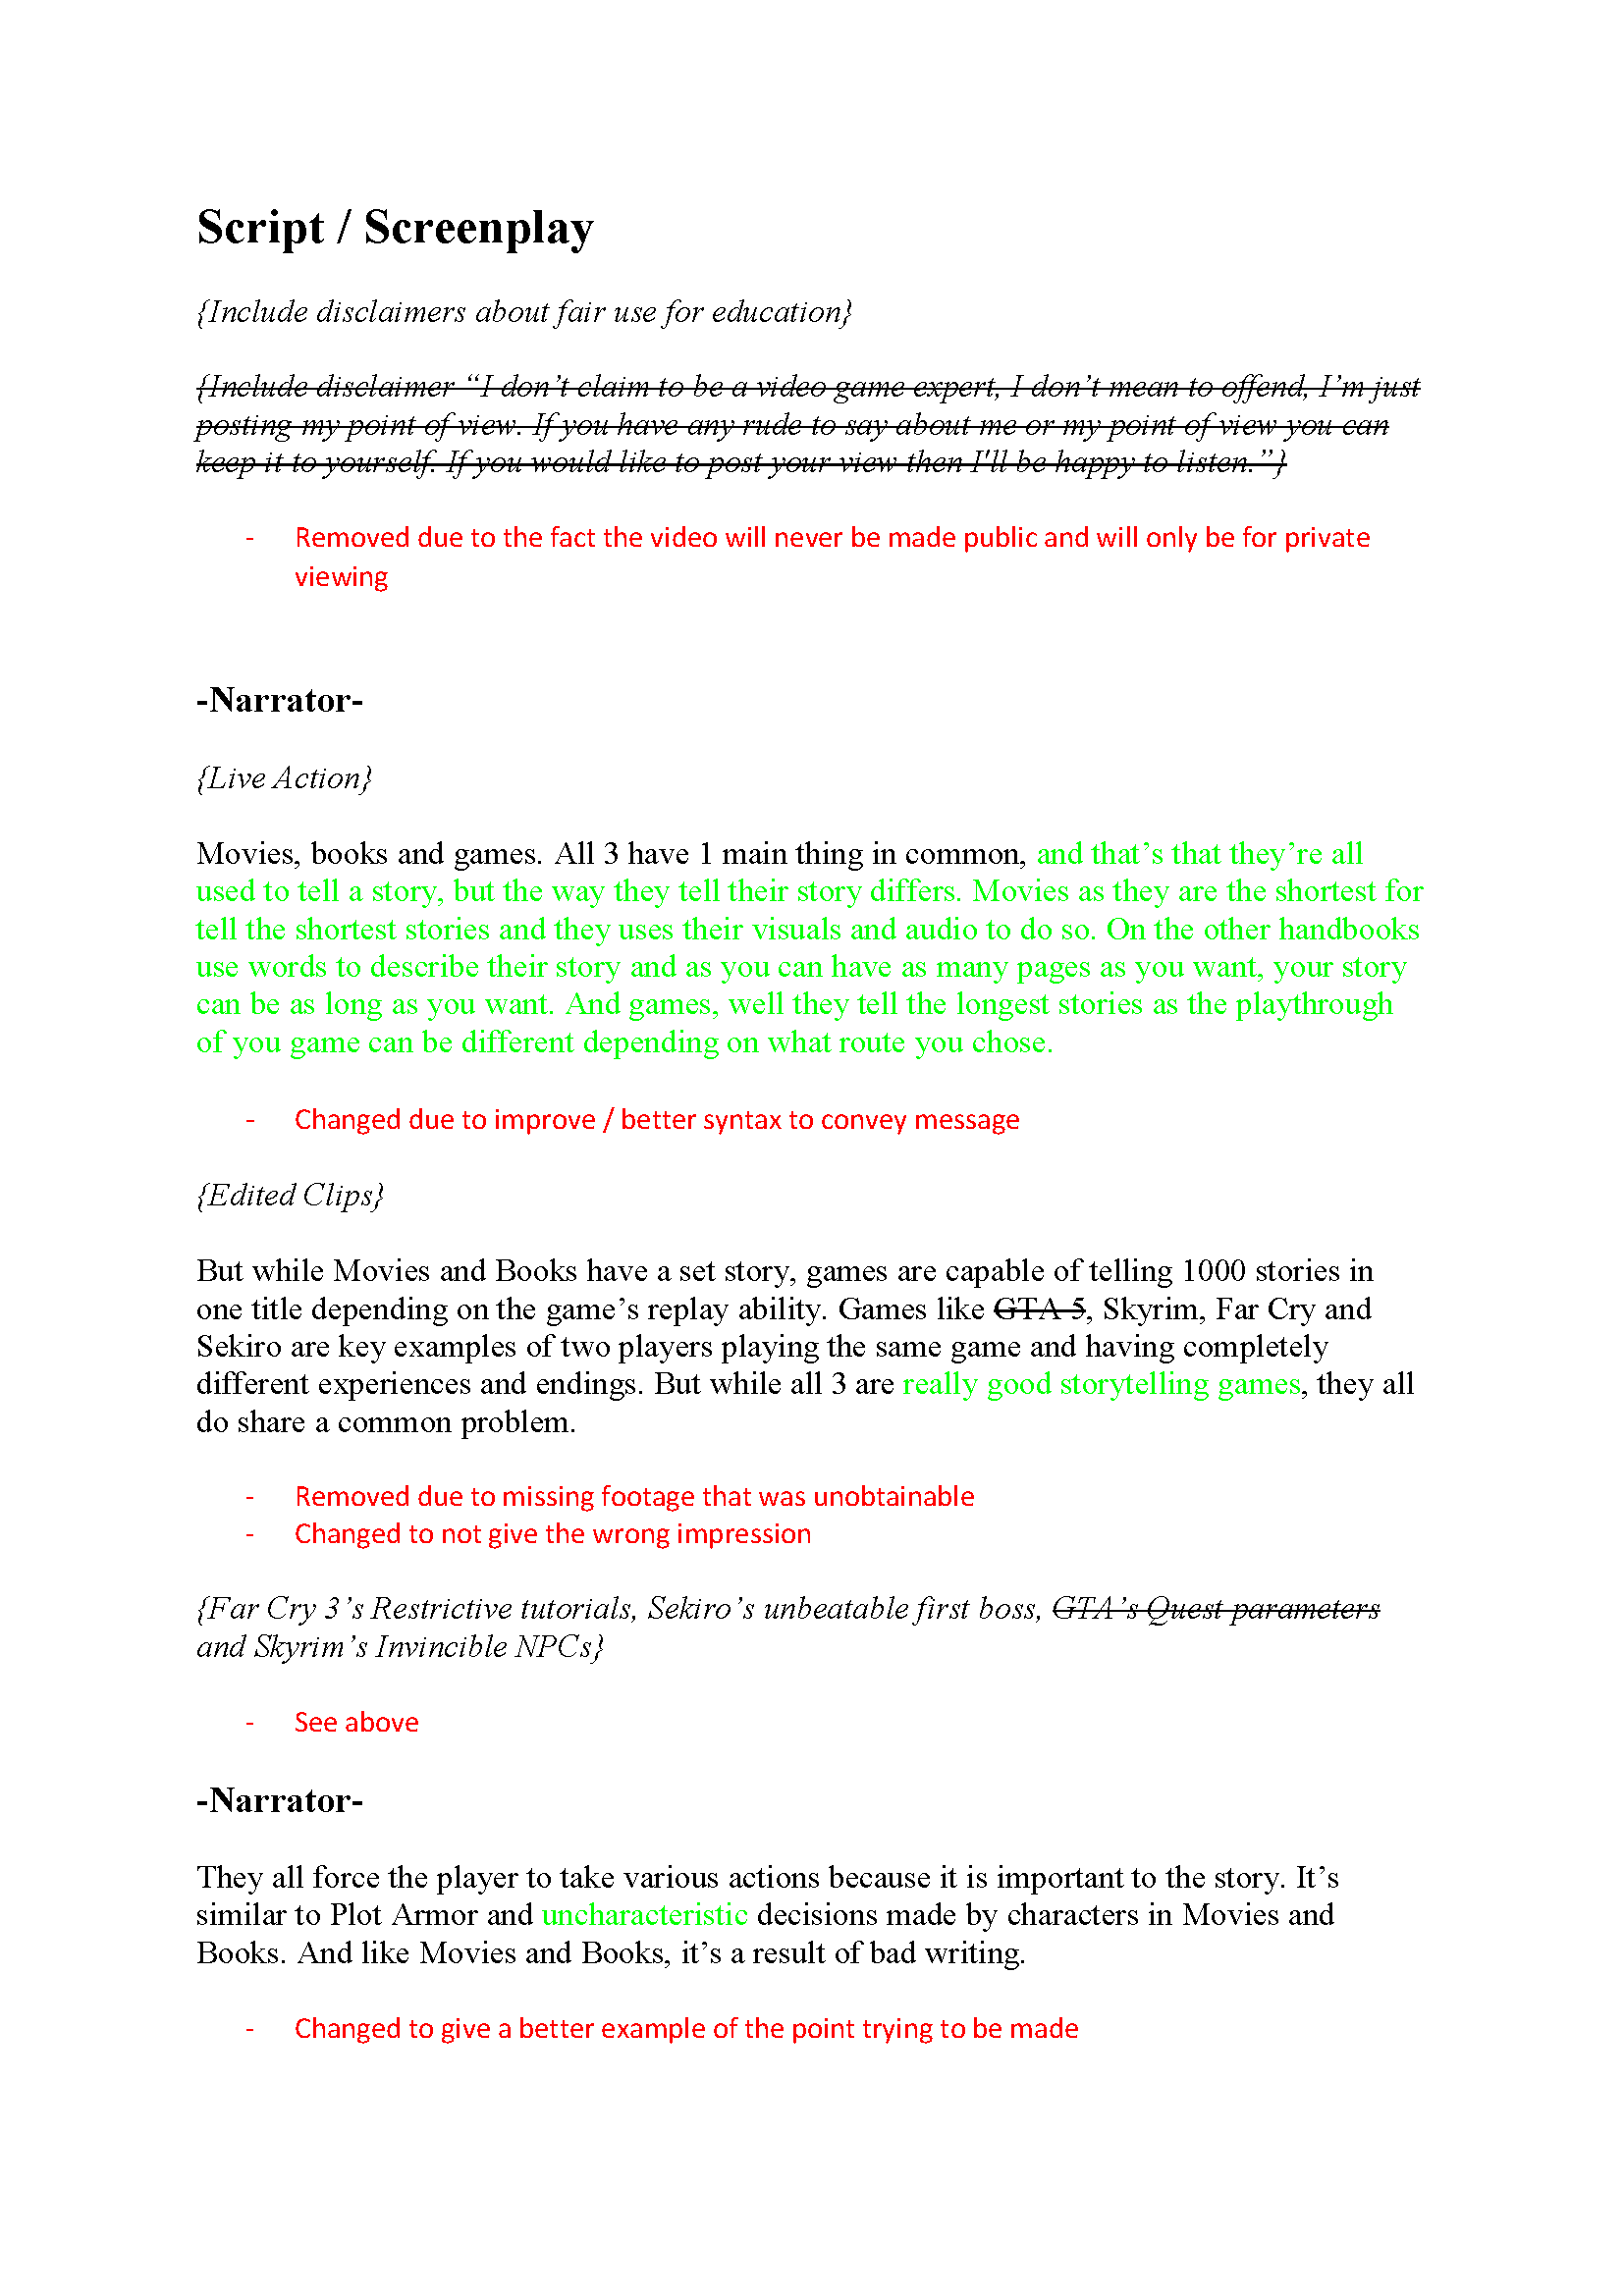 Script / Screenplay
{Include disclaimers about fair use for education}
{Include disclaimer “I don’t claim to be a video game expert, I don’t mean to offend, I’m just
posting my point of view. If you have any rude to say about me or my point of view you can
keep it to yourself. If you would like to post your view then I'll be happy to listen.”}
- Removed due to the fact the video will never be made public and will only be for private
viewing
-Narrator-
{Live Action}
Movies, books and games. All 3 have 1 main thing in common, and that’s that they’re all
used to tell a story, but the way they tell their story differs. Movies as they are the shortest for
tell the shortest stories and they uses their visuals and audio to do so. On the other handbooks
use words to describe their story and as you can have as many pages as you want, your story
can be as long as you want. And games, well they tell the longest stories as the playthrough
of you game can be different depending on what route you chose.
- Changed due to improve / better syntax to convey message
{Edited Clips}
But while Movies and Books have a set story, games are capable of telling 1000 stories in
one title depending on the game’s replay ability. Games like GTA 5, Skyrim, Far Cry and
Sekiro are key examples of two players playing the same game and having completely
different experiences and endings. But while all 3 are really good storytelling games, they all
do share a common problem.
- Removed due to missing footage that was unobtainable
- Changed to not give the wrong impression
{Far Cry 3’s Restrictive tutorials, Sekiro’s unbeatable first boss, GTA’s Quest parameters
and Skyrim’s Invincible NPCs}
- See above
-Narrator-
They all force the player to take various actions because it is important to the story. It’s
similar to Plot Armor and uncharacteristic decisions made by characters in Movies and
Books. And like Movies and Books, it’s a result of bad writing.
- Changed to give a better example of the point trying to be made